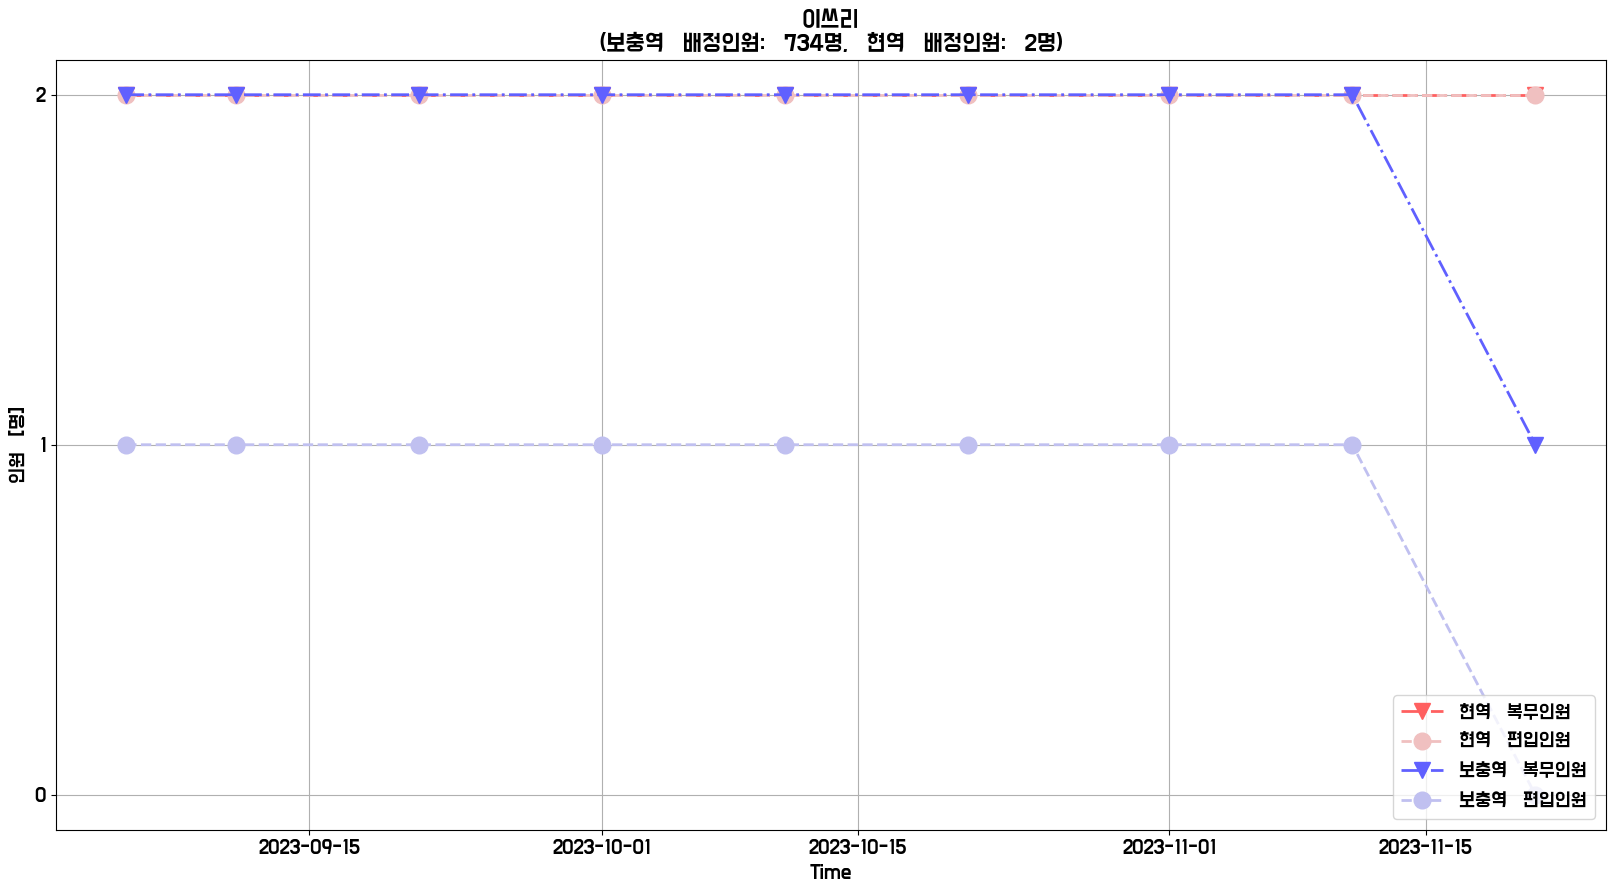 이쓰리
(보충역 배정인원: 734명, 현역 배정인원: 2명)
인원 [명]
2
1
0
현역 복무인원
현역 편입인원
보충역 복무인원
보충역 편입인원
2023-09-15
2023-10-01
2023-10-15
2023-11-01
2023-11-15
Time